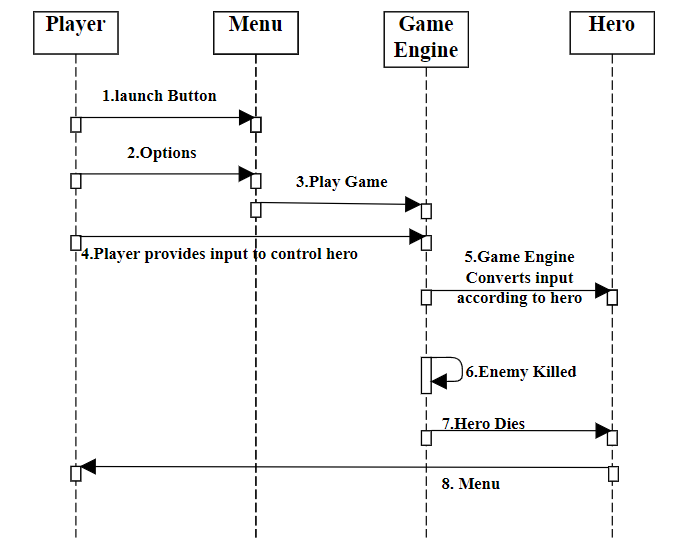 Player
Menu
Game
Engine
Hero
1.launch Button
2.Options
3.Play Game
4.Player provides input to control hero
5.Game Engine
Converts input
according to hero
6.Enemy Killed
7.Hero Dies
8. Menu